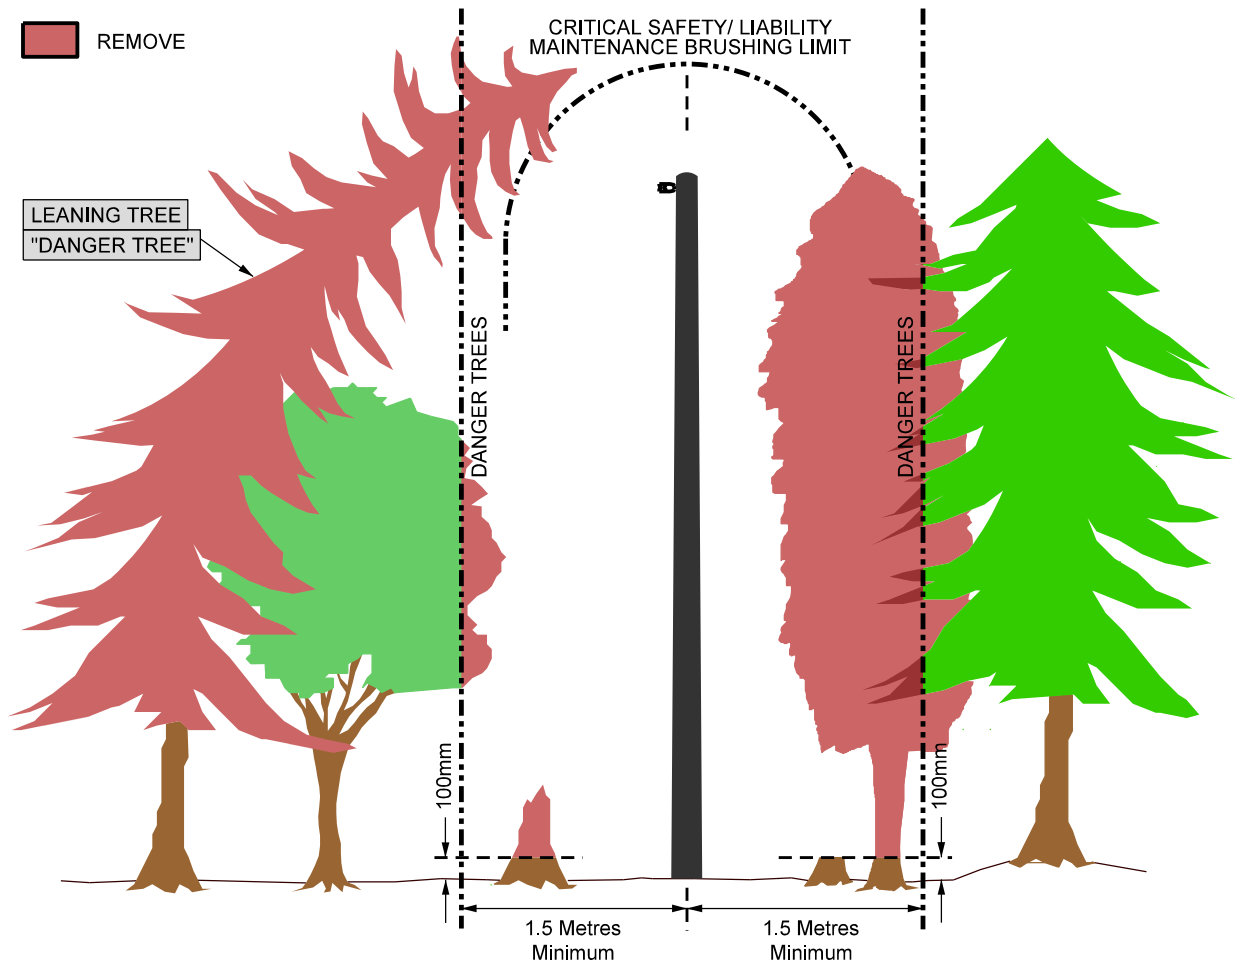 REMOVE
CRITICAL SAFETY/ LIABILITY
MAINTENANCE BRUSHING LIMIT
LEANING TREE
"DANGER TREE"
DANGER TREES
DANGER TREES
100mm
100mm
1.5 Metres
Minimum
1.5 Metres
Minimum